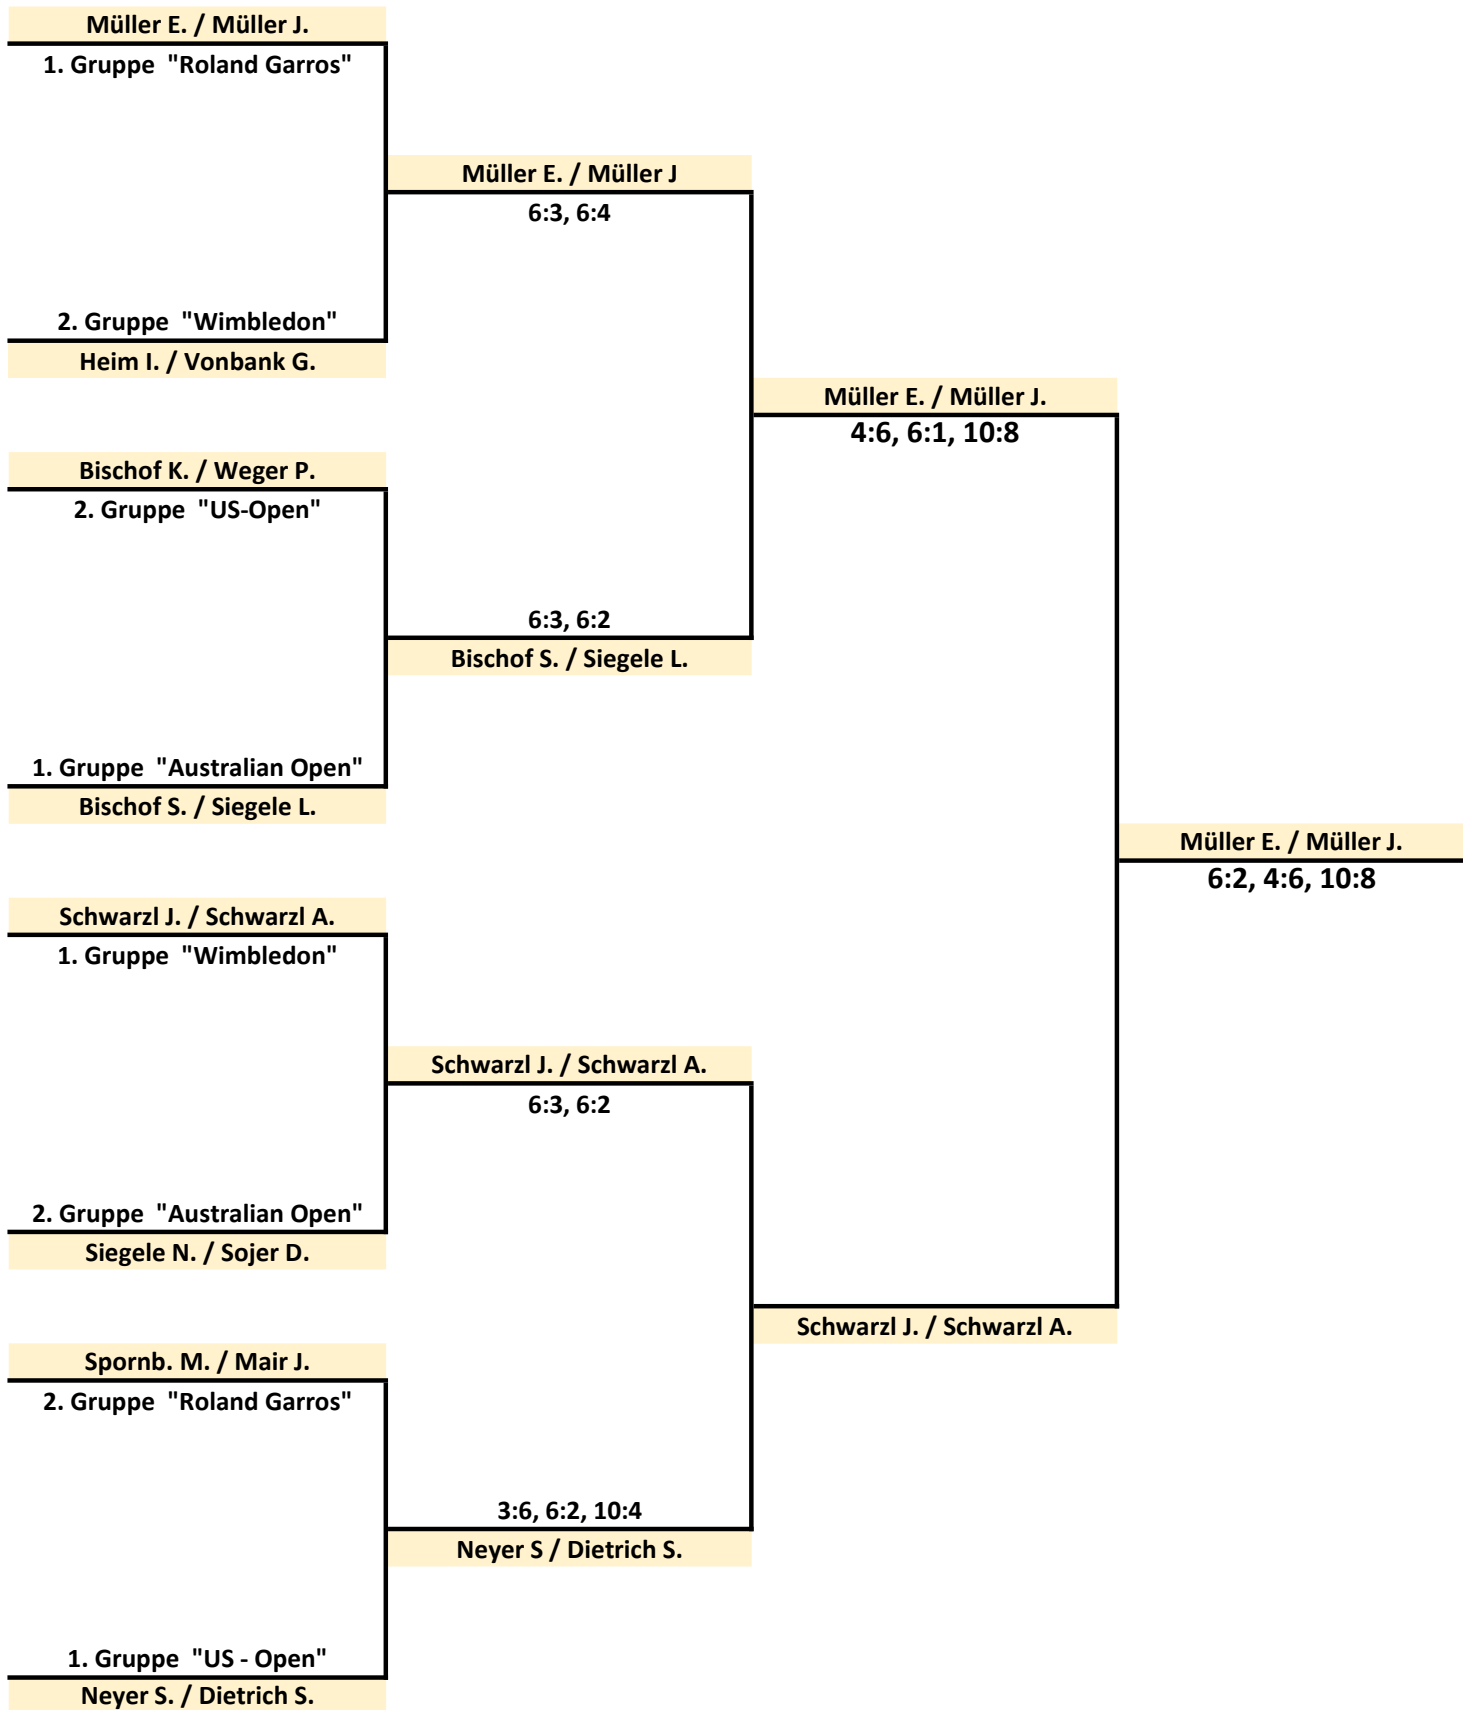 Müller E. / Müller J.
1. Gruppe  "Roland Garros"
Müller E. / Müller J
6:3, 6:4
2. Gruppe  "Wimbledon"
Heim I. / Vonbank G.
Müller E. / Müller J.
4:6, 6:1, 10:8
Bischof K. / Weger P.
2. Gruppe  "US-Open"
6:3, 6:2
Bischof S. / Siegele L.
1. Gruppe  "Australian Open"
Bischof S. / Siegele L.
Müller E. / Müller J.
6:2, 4:6, 10:8
Schwarzl J. / Schwarzl A.
1. Gruppe  "Wimbledon"
Schwarzl J. / Schwarzl A.
6:3, 6:2
2. Gruppe  "Australian Open"
Siegele N. / Sojer D.
Schwarzl J. / Schwarzl A.
Spornb. M. / Mair J.
2. Gruppe  "Roland Garros"
3:6, 6:2, 10:4
Neyer S / Dietrich S.
1. Gruppe  "US - Open"
Neyer S. / Dietrich S.